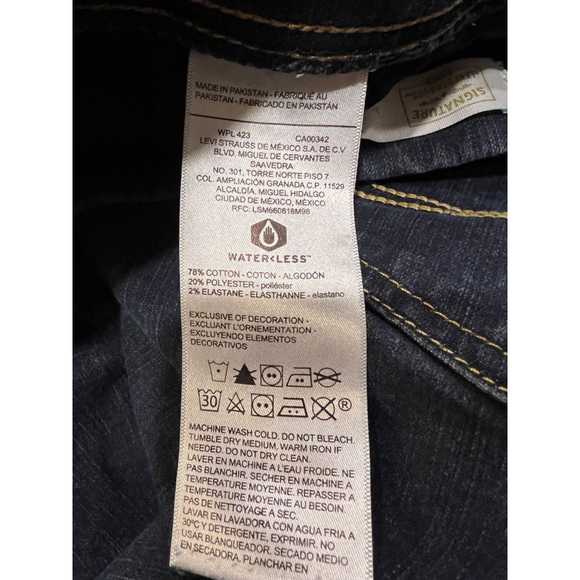 MADE IN PAKISTAN - FABRIQUÉ AU
PAKISTAN - FABRICADO EN PAKISTÁN
WPL 423 CA00342
LEVI STRAUSS DE MÉXICO S.A. DE C.V
BLVD. MIGUEL DE CERVANTES
SAAVEDRA
NO. 301, TORRE NORTE PISO 7
COL. AMPLIACIÓN GRANADA C.P. 11529
ALCALDÍA, MIGUEL HIDALGO
CIUDAD DE MÉXICO, MÉXICO
RFC: LSM660818M98
WATER<LESS™
78% COTTON - COTON - ALGODÓN
20% POLYESTER - poliéster
2% ELASTANE - ELASTHANNE - elastano
EXCLUSIVE OF DECORATION -
EXCLUANT L'ORNEMENTATION -
EXCLUYENDO ELEMENTOS
DECORATIVOS
30 ®
MACHINE WASH COLD. DO NOT BLEACH.
TUMBLE DRY MEDIUM. WARM IRON IF
NEEDED. DO NOT DRY CLEAN.
LAVER EN MACHINE A L'EAU FROIDE. NE
PAS BLANCHIR. SECHER EN MACHINE A
TEMPERATURE MOYENNE. REPASSER A
TEMPERATURE MOYENNE AU BESOIN
PAS DE NETTOYAGE A SEC.
LAVAR EN LAVADORA CON AGUA FRIA A
30ºC Y DETERGENTE, EXPRIMIR. NO
USAR BLANQUEADOR, SECADO MEDIO
EN SECADORA, PLANCHAR EN
SIGNATURE
LEVI STRAUSS